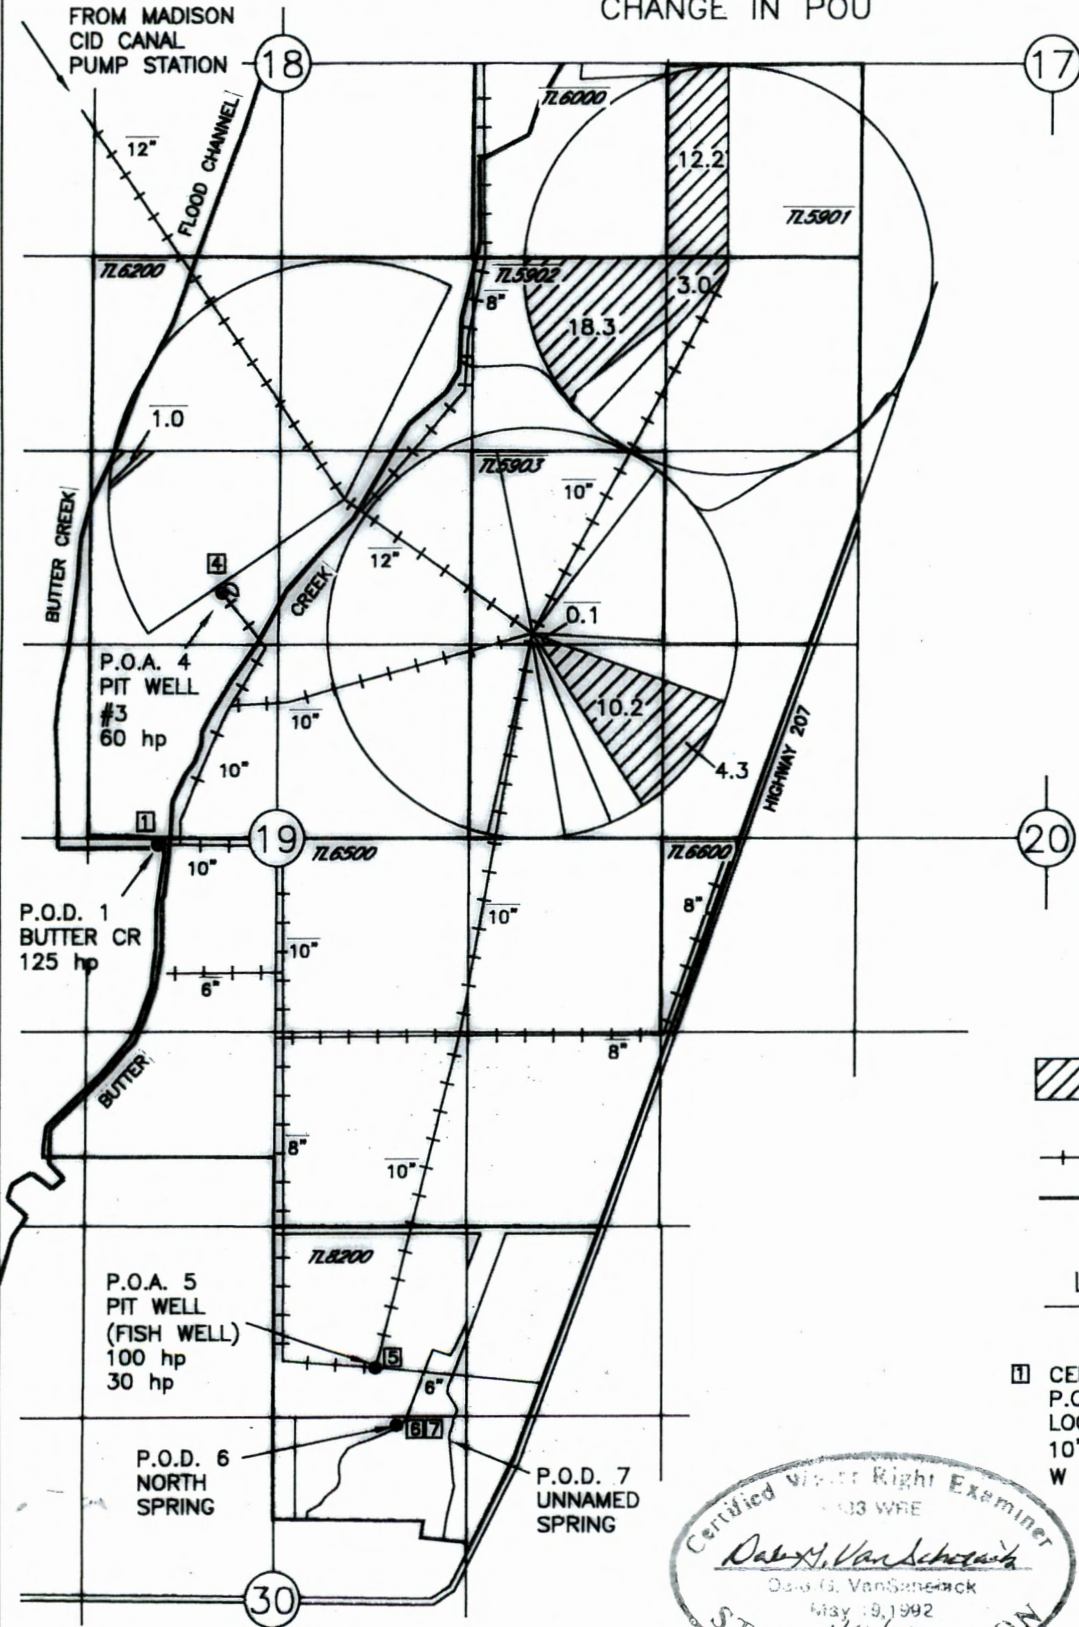 CHANGE IN POU
FROM MADISON
CID CANAL
PUMP STATION
18
17
12"
FLOOD CHANNEL
TL6000
12.2
TL5901
TL6200
TL5902
8"
3.0
18.3
1.0
TL5903
10"
BUTTER CREEK
12"
4
CREEK
0.1
P.O.A. 4
PIT WELL
#3
60 hp
10"
10.2
4.3
HIGHWAY 207
10"
1
19
TL6500
TL6600
20
10"
P.O.D. 1
BUTTER CR
125 hp
10"
10"
8"
6"
8"
BUTTER
8"
10"
TL8200
P.O.A. 5
PIT WELL
(FISH WELL)
100 hp
30 hp
5
6"
6 7
P.O.D. 6
NORTH
SPRING
P.O.D. 7
UNNAMED
SPRING
30
1 CE
P.O
LOC
10'
W
Certified Water Right Examiner
WRE
Dale G. VanSchoiack
May 19, 1992